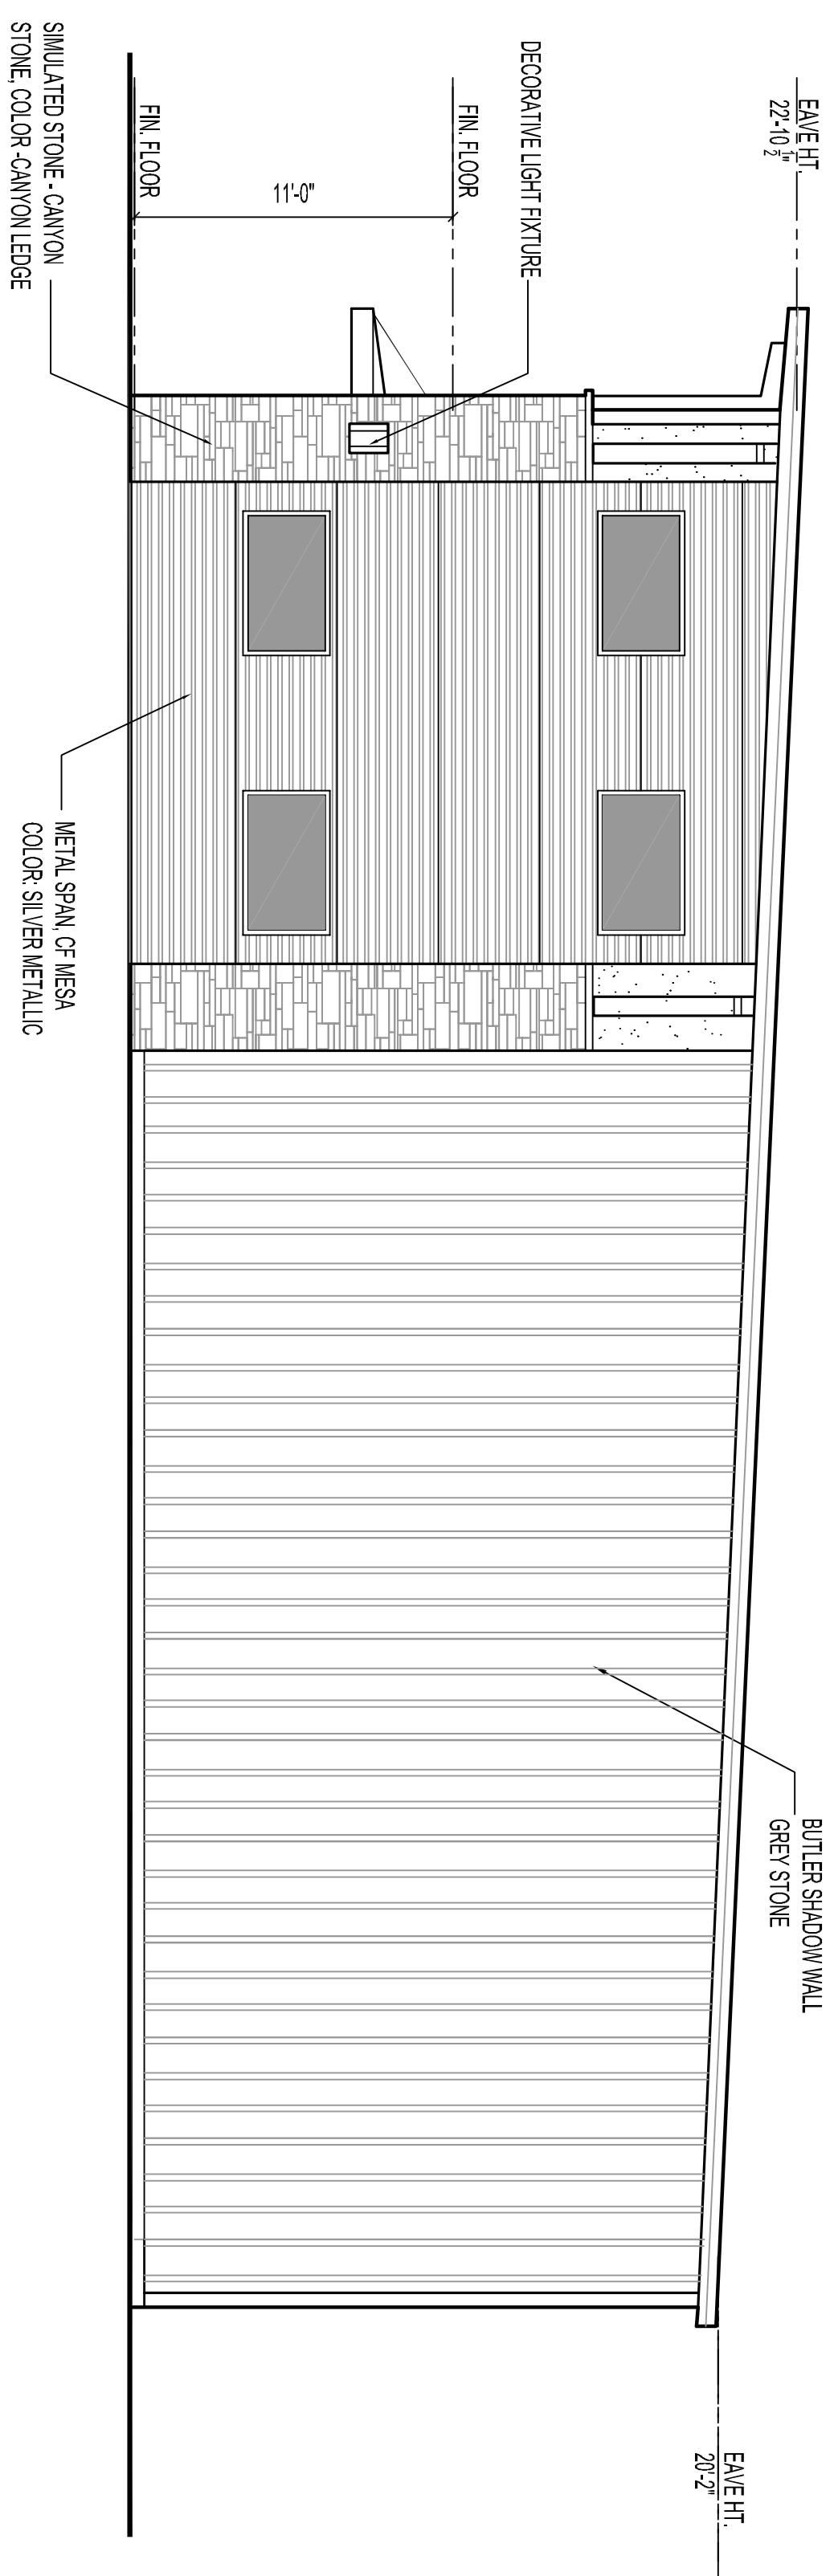 EAVE HT.
22'-10 1/2"
DECORATIVE LIGHT FIXTURE
FIN. FLOOR
11'-0"
FIN. FLOOR
SIMULATED STONE - CANYON
STONE, COLOR -CANYON LEDGE
METAL SPAN, CF MESA
COLOR: SILVER METALLIC
BUTLER SHADOW WALL
GREY STONE
EAVE HT.
20'-2"